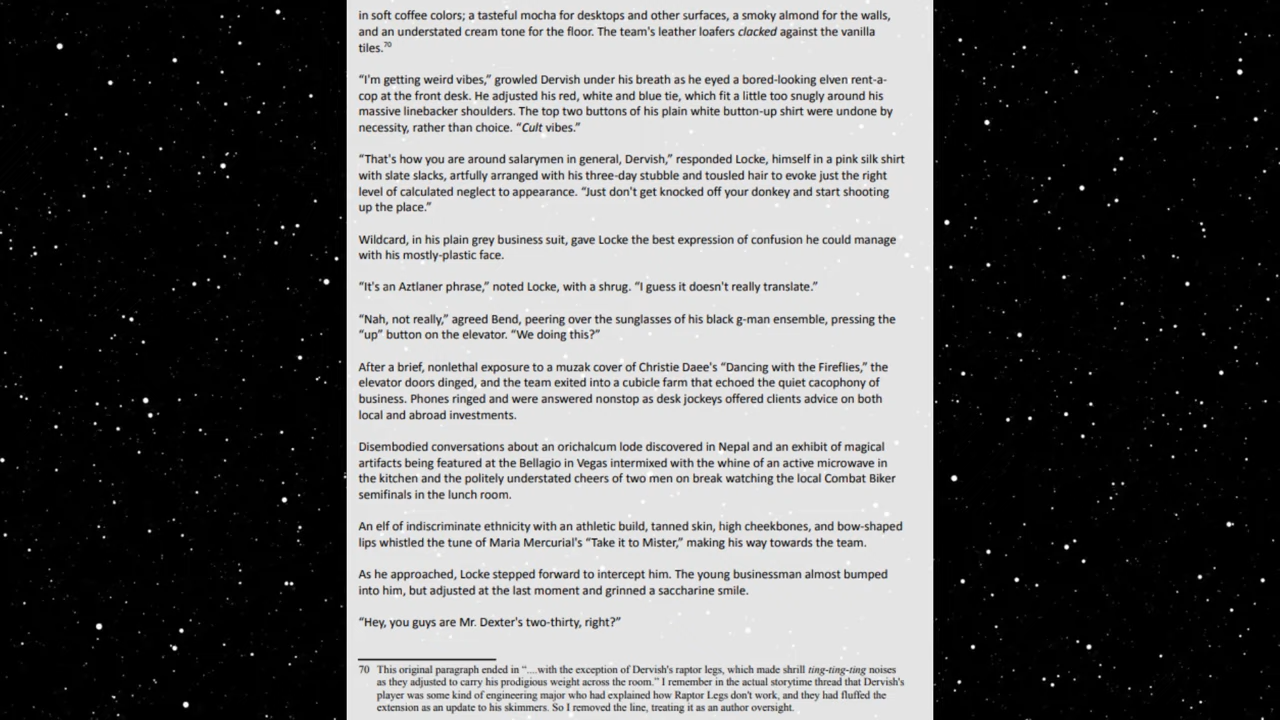 in soft coffee colors; a tasteful mocha for desktops and other surfaces, a smoky almond for the walls,
and an understated cream tone for the floor. The team's leather loafers clacked against the vanilla
tiles.70
“I'm getting weird vibes,” growled Dervish under his breath as he eyed a bored-looking elven rent-a-
cop at the front desk. He adjusted his red, white and blue tie, which fit a little too snugly around his
massive linebacker shoulders. The top two buttons of his plain white button-up shirt were undone by
necessity, rather than choice. “Cult vibes.”
“That's how you are around salarymen in general, Dervish,” responded Locke, himself in a pink silk shirt
with slate slacks, artfully arranged with his three-day stubble and tousled hair to evoke just the right
level of calculated neglect to appearance. “Just don't get knocked off your donkey and start shooting
up the place.”
Wildcard, in his plain grey business suit, gave Locke the best expression of confusion he could manage
with his mostly-plastic face.
“It's an Aztlaner phrase,” noted Locke, with a shrug. “I guess it doesn't really translate.”
“Nah, not really,” agreed Bend, peering over the sunglasses of his black g-man ensemble, pressing the
“up” button on the elevator. “We doing this?”
After a brief, nonlethal exposure to a muzak cover of Christie Daee's “Dancing with the Fireflies,” the
elevator doors dinged, and the team exited into a cubicle farm that echoed the quiet cacophony of
business. Phones ringed and were answered nonstop as desk jockeys offered clients advice on both
local and abroad investments.
Disembodied conversations about an orichalcum lode discovered in Nepal and an exhibit of magical
artifacts being featured at the Bellagio in Vegas intermixed with the whine of an active microwave in
the kitchen and the politely understated cheers of two men on break watching the local Combat Biker
semifinals in the lunch room.
An elf of indiscriminate ethnicity with an athletic build, tanned skin, high cheekbones, and bow-shaped
lips whistled the tune of Maria Mercurial's “Take it to Mister,” making his way towards the team.
As he approached, Locke stepped forward to intercept him. The young businessman almost bumped
into him, but adjusted at the last moment and grinned a saccharine smile.
“Hey, you guys are Mr. Dexter's two-thirty, right?”
70 This original paragraph ended in “....with the exception of Dervish's raptor legs, which made shrill ting-ting-ting noises
as they adjusted to carry his prodigious weight across the room.” I remember in the actual storytime thread that Dervish's
player was some kind of engineering major who had explained how Raptor Legs don't work, and they had fluffed the
extension as an update to his skimmers. So I removed the line, treating it as an author oversight.